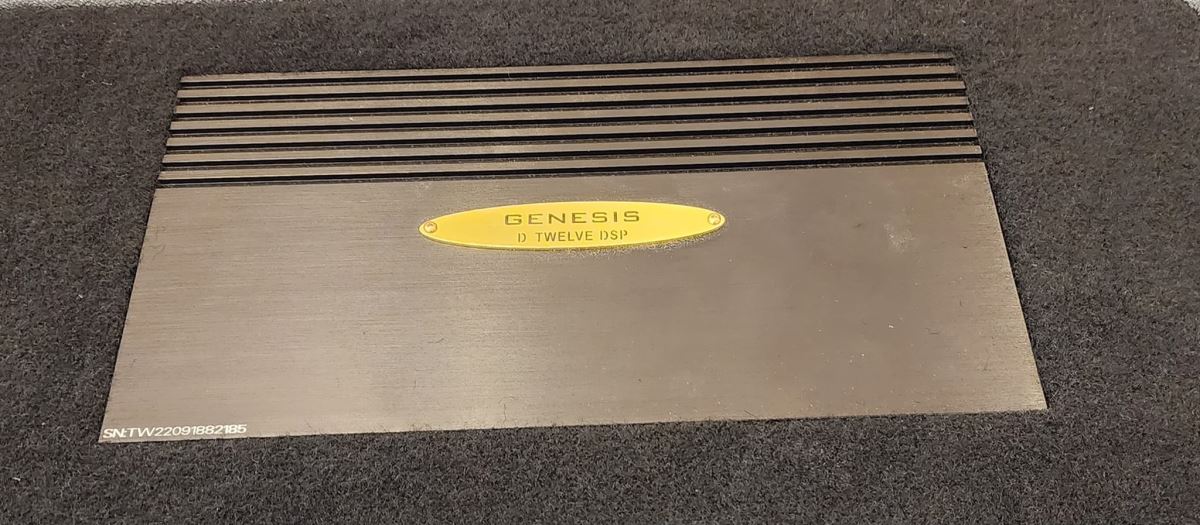 GENESIS
D TWELVE DSP
SN:TW22091882185